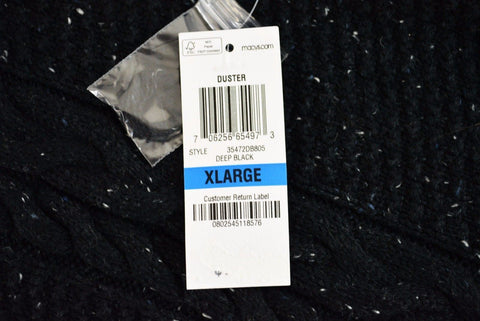 macys.com
DUSTER
7 06256 65497 3
STYLE 35472DB805
DEEP BLACK
XLARGE
Customer Return Label
0802545118576